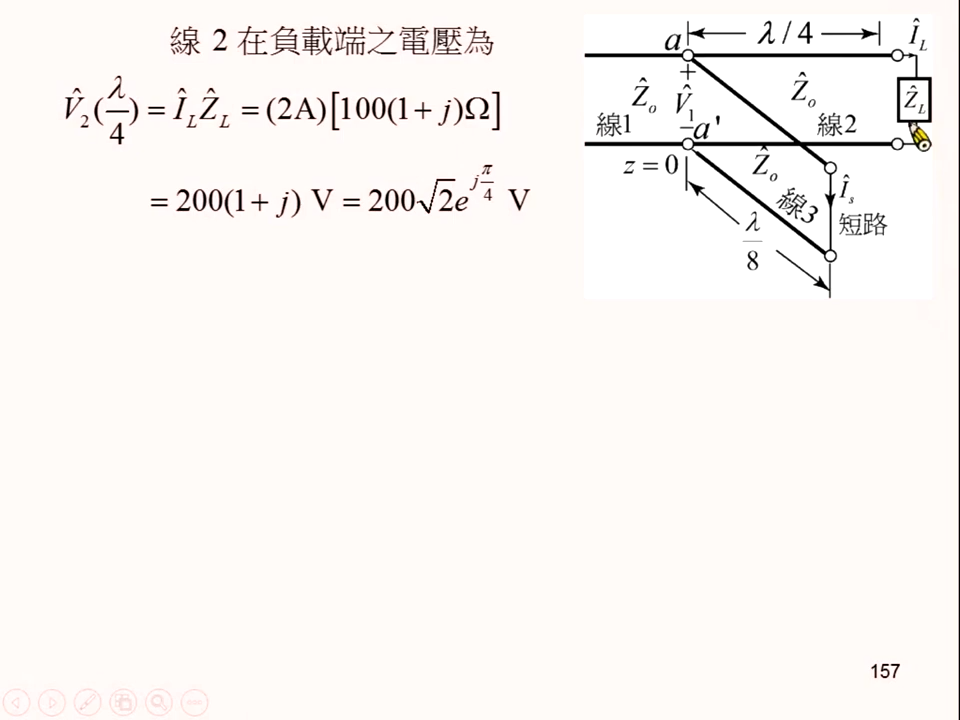 線 2 在負載端之電壓為
V̂₂(λ/4) = Î_L Ẑ_L = (2A)[100(1+ j)Ω]
= 200(1+ j) V = 200√2e^{jπ/4} V
a λ / 4 Î_L
+ Ẑ_o V̂₁ Ẑ_o Ẑ_L
線1 − a' 線2
z = 0 Ẑ_o Î_s
線3 短路
λ/8
157